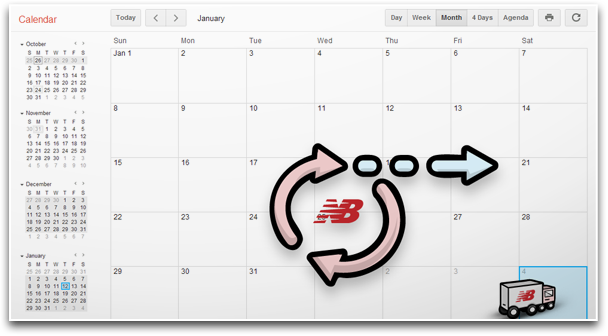 Calendar
Today
January
Day Week Month 4 Days Agenda
October
S M T W T F S
25 26 27 28 29 30 1
2 3 4 5 6 7 8
9 10 11 12 13 14 15
16 17 18 19 20 21 22
23 24 25 26 27 28 29
30 31 1 2 3 4 5
November
S M T W T F S
30 31 1 2 3 4 5
6 7 8 9 10 11 12
13 14 15 16 17 18 19
20 21 22 23 24 25 26
27 28 29 30 1 2 3
4 5 6 7 8 9 10
December
S M T W T F S
27 28 29 30 1 2 3
4 5 6 7 8 9 10
11 12 13 14 15 16 17
18 19 20 21 22 23 24
25 26 27 28 29 30 31
1 2 3 4 5 6 7
January
S M T W T F S
25 26 27 28 29 30 31
1 2 3 4 5 6 7
8 9 10 11 12 13 14
15 16 17 18 19 20 21
22 23 24 25 26 27 28
29 30 31 1 2 3 4
Sun Mon Tue Wed Thu Fri Sat
Jan 1 2 3 4 5 6 7
8 9 10 11 12 13 14
15 16 17 21
22 23 24 27 28
29 30 31 2 3 4
NB
NB